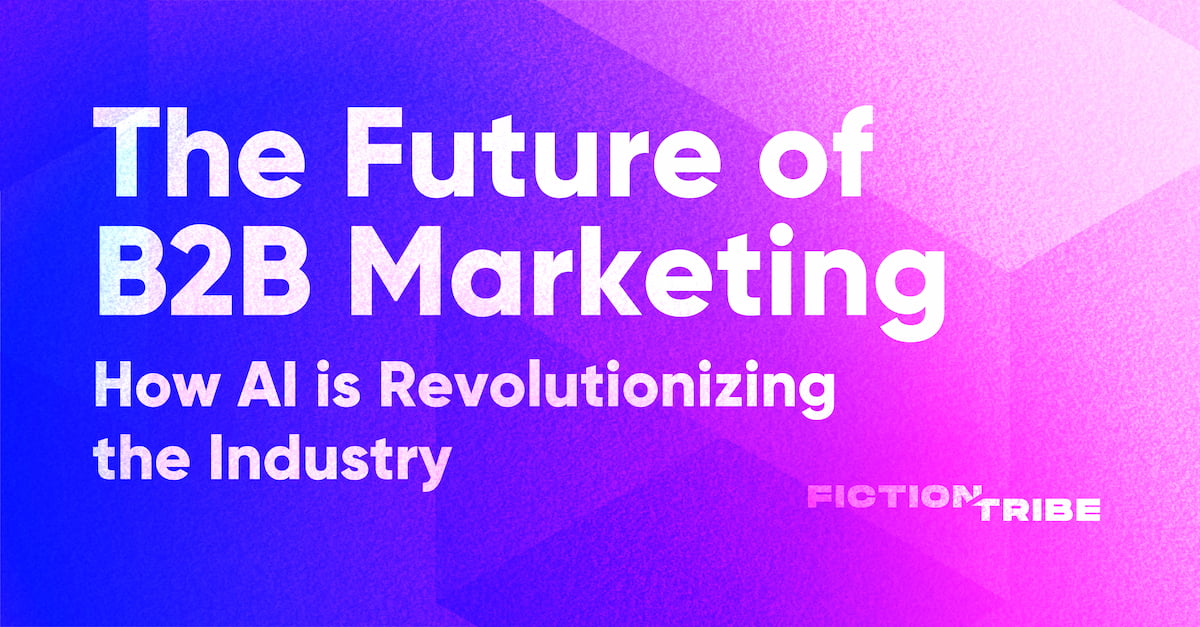 The Future of
B2B Marketing
How AI is Revolutionizing
the Industry
FICTION
TRIBE